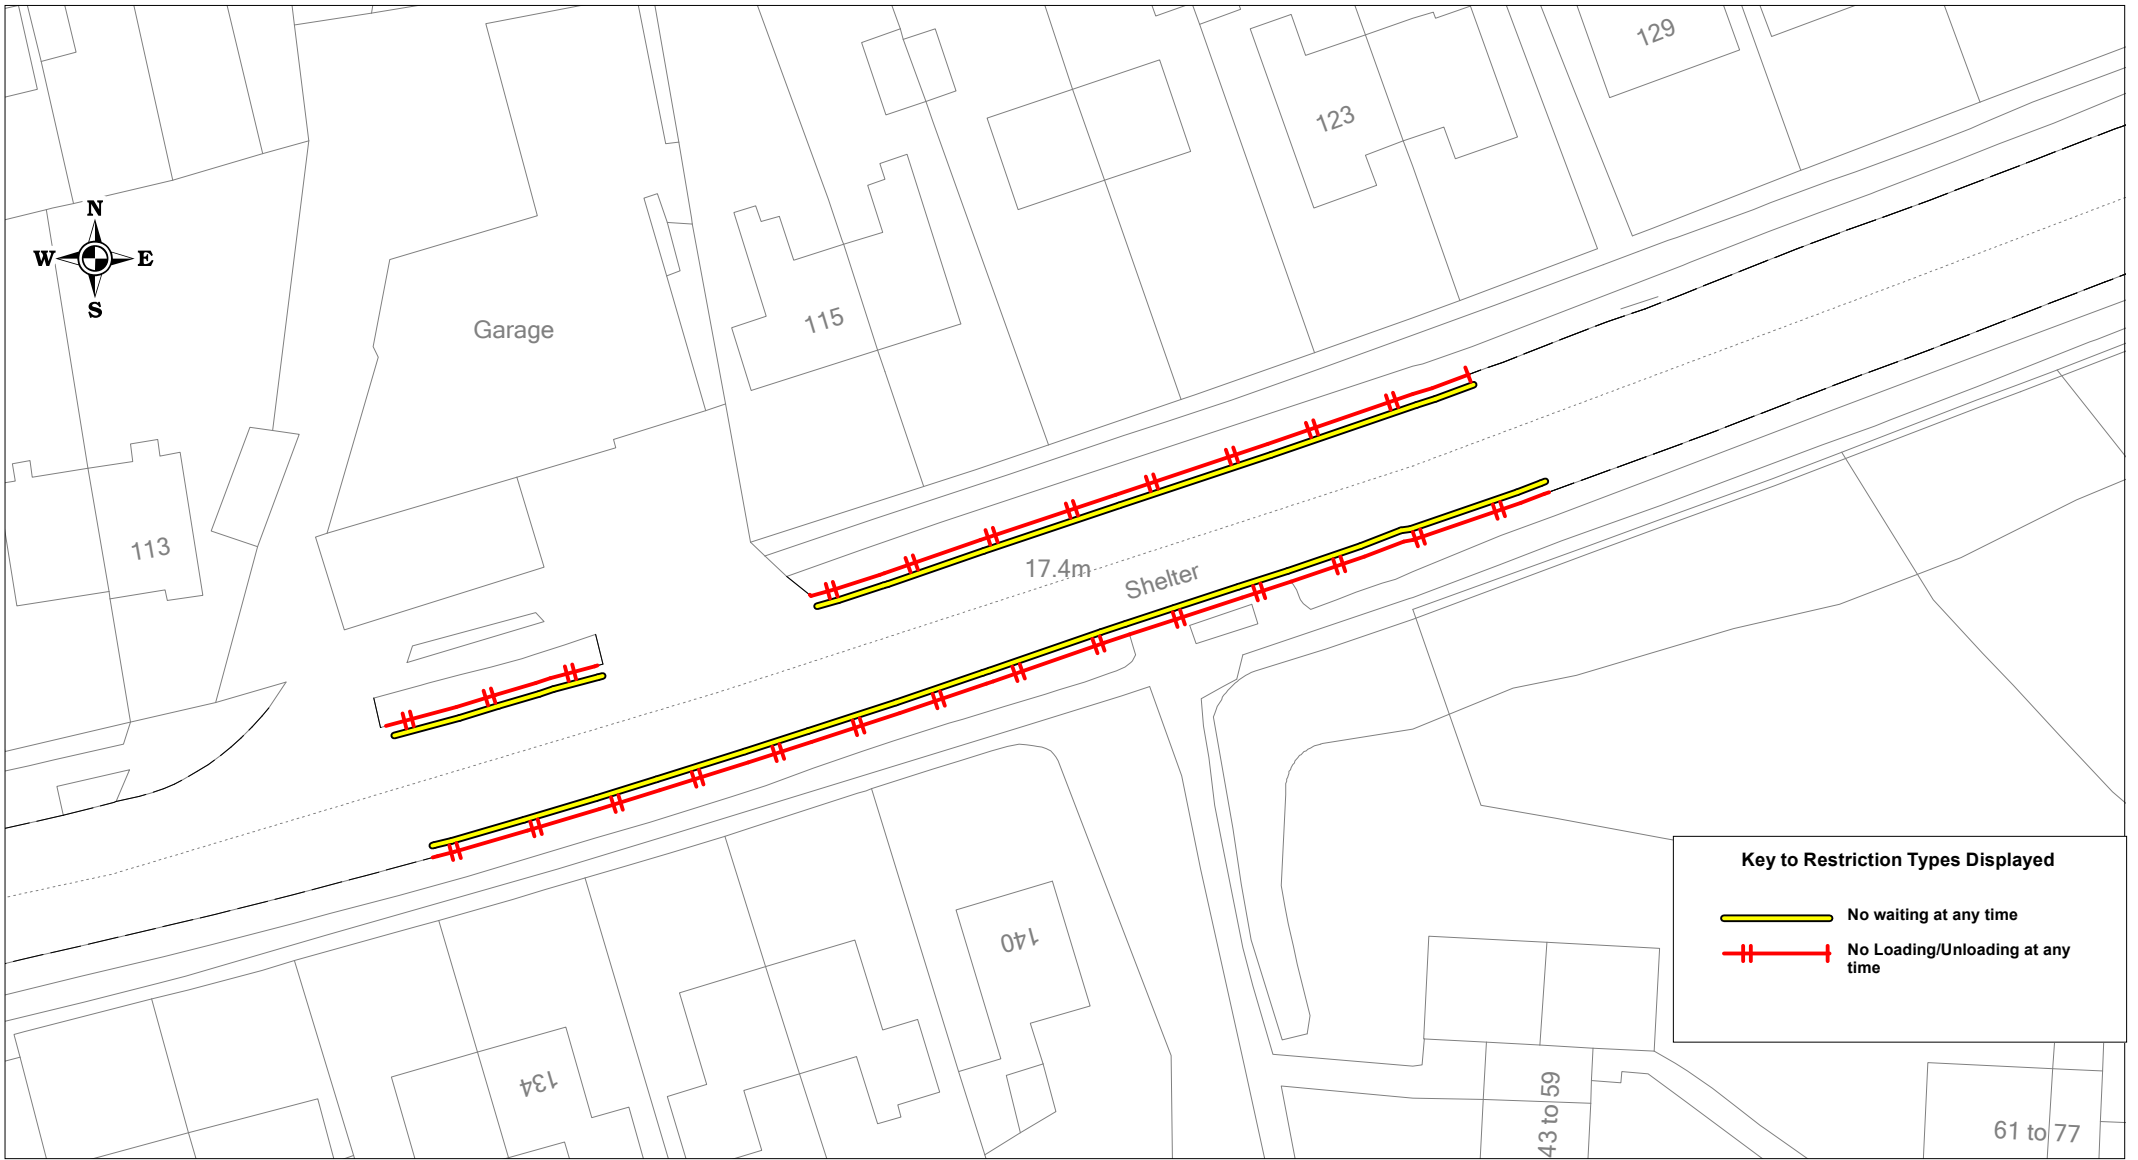 129
123
N
W E
S
115
Garage
113
17.4m
Shelter
140
134
43 to 59
61 to 77
Key to Restriction Types Displayed
No waiting at any time
No Loading/Unloading at any
time